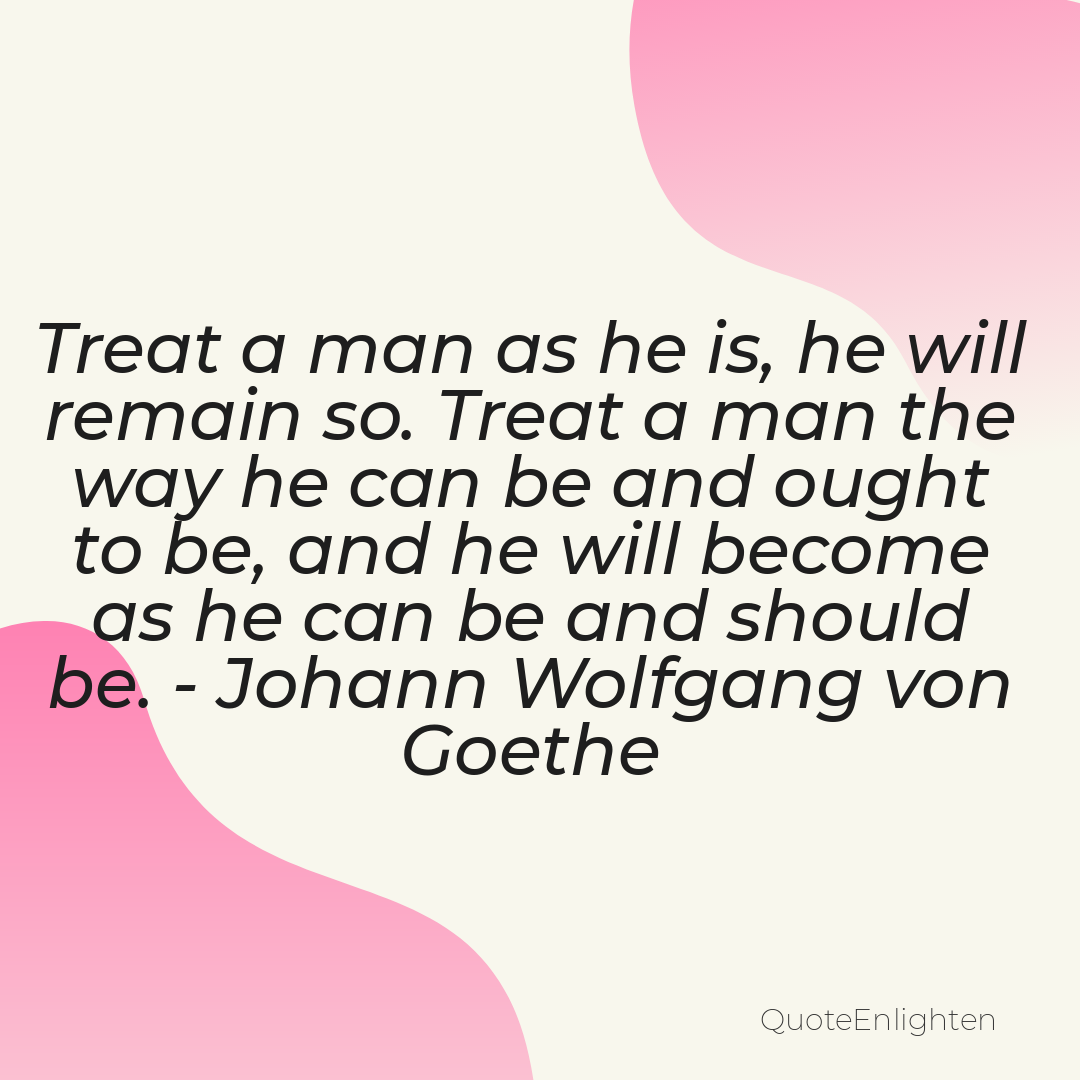 Treat a man as he is, he will
remain so. Treat a man the
way he can be and ought
to be, and he will become
as he can be and should
be. - Johann Wolfgang von
Goethe
QuoteEnlighten